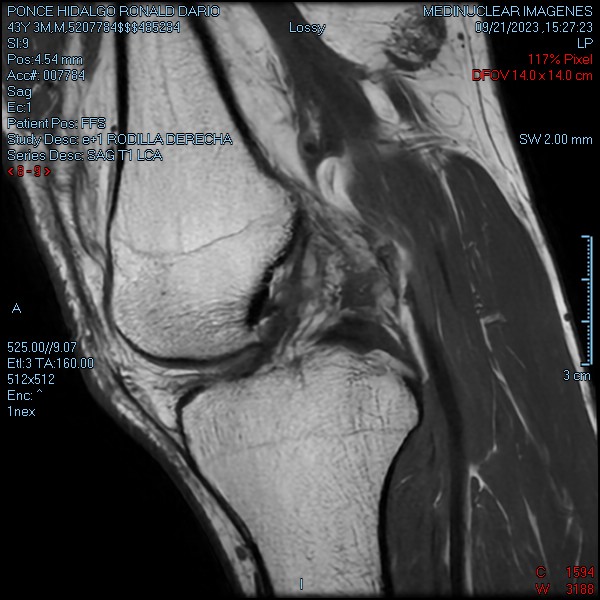 PONCE HIDALGO RONALD DARIO
43Y 3M,M,5207784$$$485284
Sl:9
Pos:4.54 mm
Acc#: 007784
Sag
Ec:1
Patient Pos: FFS
Study Desc: e+1 RODILLA DERECHA
Series Desc: SAG T1 LCA
< 9 - 9 >
Lossy
MEDINUCLEAR IMAGENES
09/21/2023 ,15:27:23
LP
117% Pixel
DFOV 14.0 x 14.0 cm
SW 2.00 mm
A
525.00//9.07
Etl:3 TA:160.00
512x512
Enc: ^
1nex
3 cm
I
C 1594
W 3188